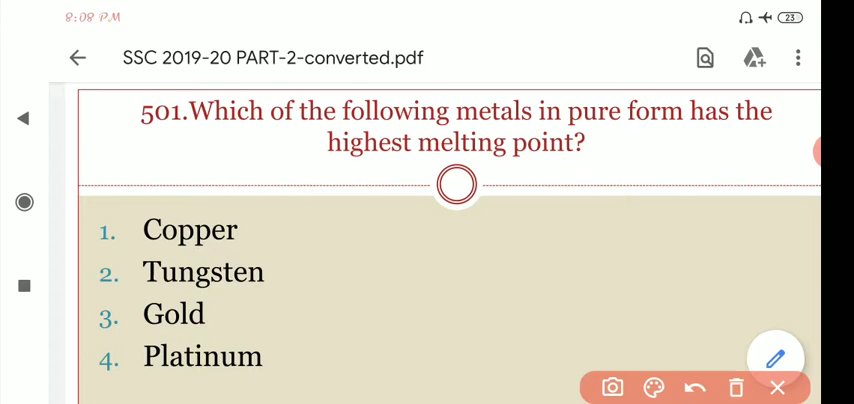 8:08 PM 23
SSC 2019-20 PART-2-converted.pdf
501.Which of the following metals in pure form has the
highest melting point?
1. Copper
2. Tungsten
3. Gold
4. Platinum